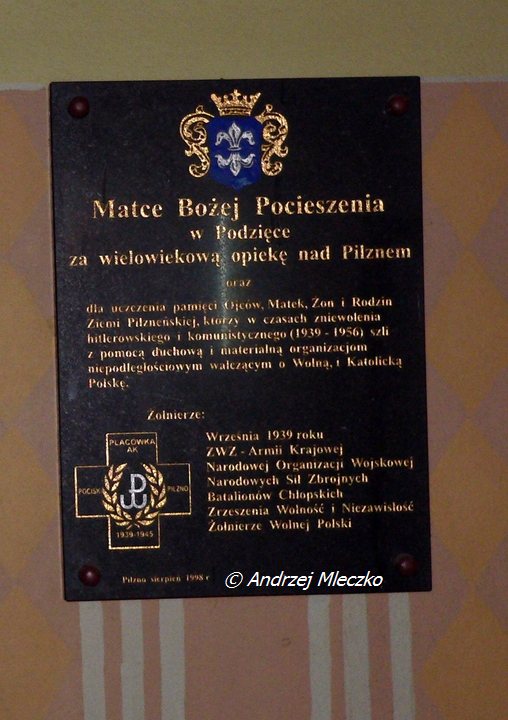 Matce Bożej Pocieszenia
w Podzięce
za wielowiekową opiekę nad Pilznem
oraz
dla uczczenia pamięci Ojców, Matek, Żon i Rodzin
Ziemi Pilzneńskiej, którzy w czasach zniewolenia
hitlerowskiego i komunistycznego (1939 - 1956) szli
z pomocą duchową i materialną organizacjom
niepodległościowym walczącym o Wolną, i Katolicką
Polskę.
Żołnierze:
Września 1939 roku
ZWZ - Armii Krajowej
Narodowej Organizacji Wojskowej
Narodowych Sił Zbrojnych
Batalionów Chłopskich
Zrzeszenia Wolność i Niezawisłość
Żołnierze Wolnej Polski
PLACÓWKA
AK
POCISK PILZNO
PW
1939-1945
Pilzno sierpień 1998 r
© Andrzej Mleczko